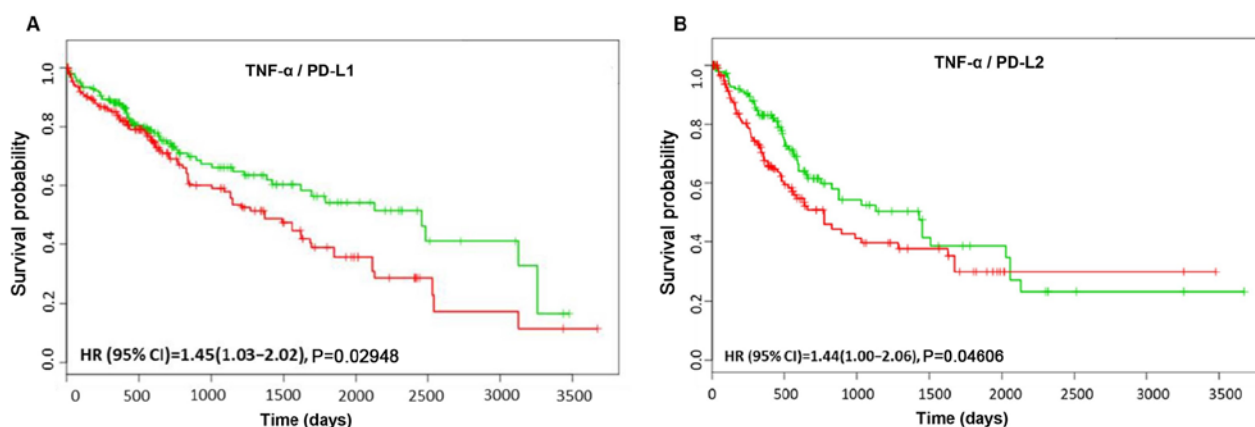 A
TNF-α / PD-L1
Survival probability
1.0
0.8
0.6
0.4
0.2
0.0
HR (95% CI)=1.45(1.03–2.02), P=0.02948
0 500 1000 1500 2000 2500 3000 3500
Time (days)
B
TNF-α / PD-L2
Survival probability
1.0
0.8
0.6
0.4
0.2
0.0
HR (95% CI)=1.44(1.00–2.06), P=0.04606
0 500 1000 1500 2000 2500 3000 3500
Time (days)